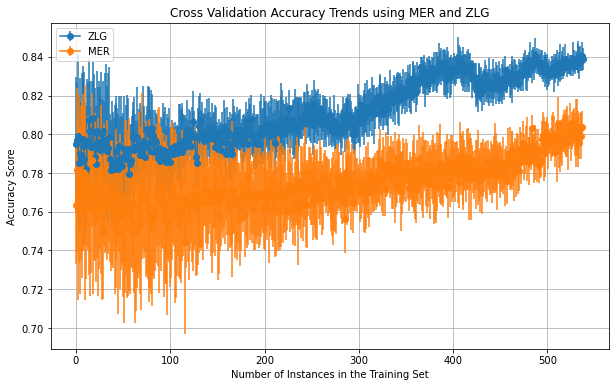 Cross Validation Accuracy Trends using MER and ZLG
ZLG
MER
Accuracy Score
0.84
0.82
0.80
0.78
0.76
0.74
0.72
0.70
0
100
200
300
400
500
Number of Instances in the Training Set